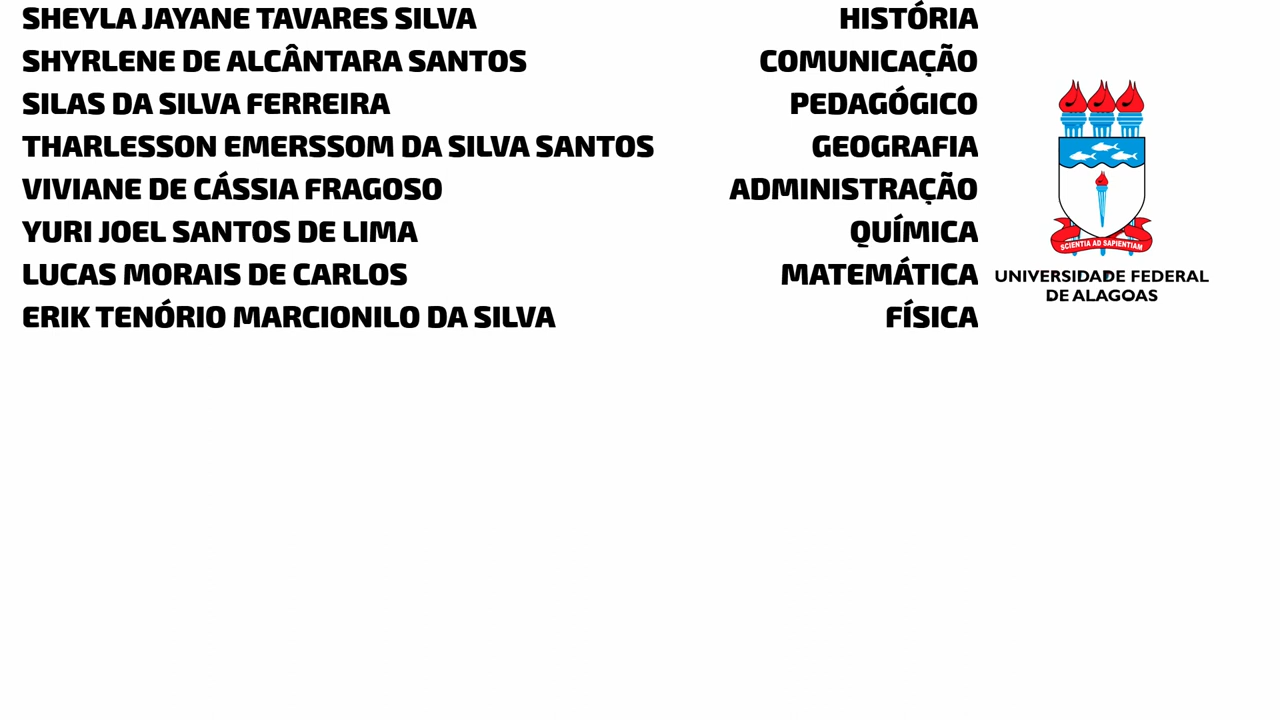 SHEYLA JAYANE TAVARES SILVA HISTÓRIA
SHYRLENE DE ALCÂNTARA SANTOS COMUNICAÇÃO
SILAS DA SILVA FERREIRA PEDAGÓGICO
THARLESSON EMERSSOM DA SILVA SANTOS GEOGRAFIA
VIVIANE DE CÁSSIA FRAGOSO ADMINISTRAÇÃO
YURI JOEL SANTOS DE LIMA QUÍMICA
LUCAS MORAIS DE CARLOS MATEMÁTICA
ERIK TENÓRIO MARCIONILO DA SILVA FÍSICA
SCIENTIA AD SAPIENTIAM
UNIVERSIDADE FEDERAL
DE ALAGOAS